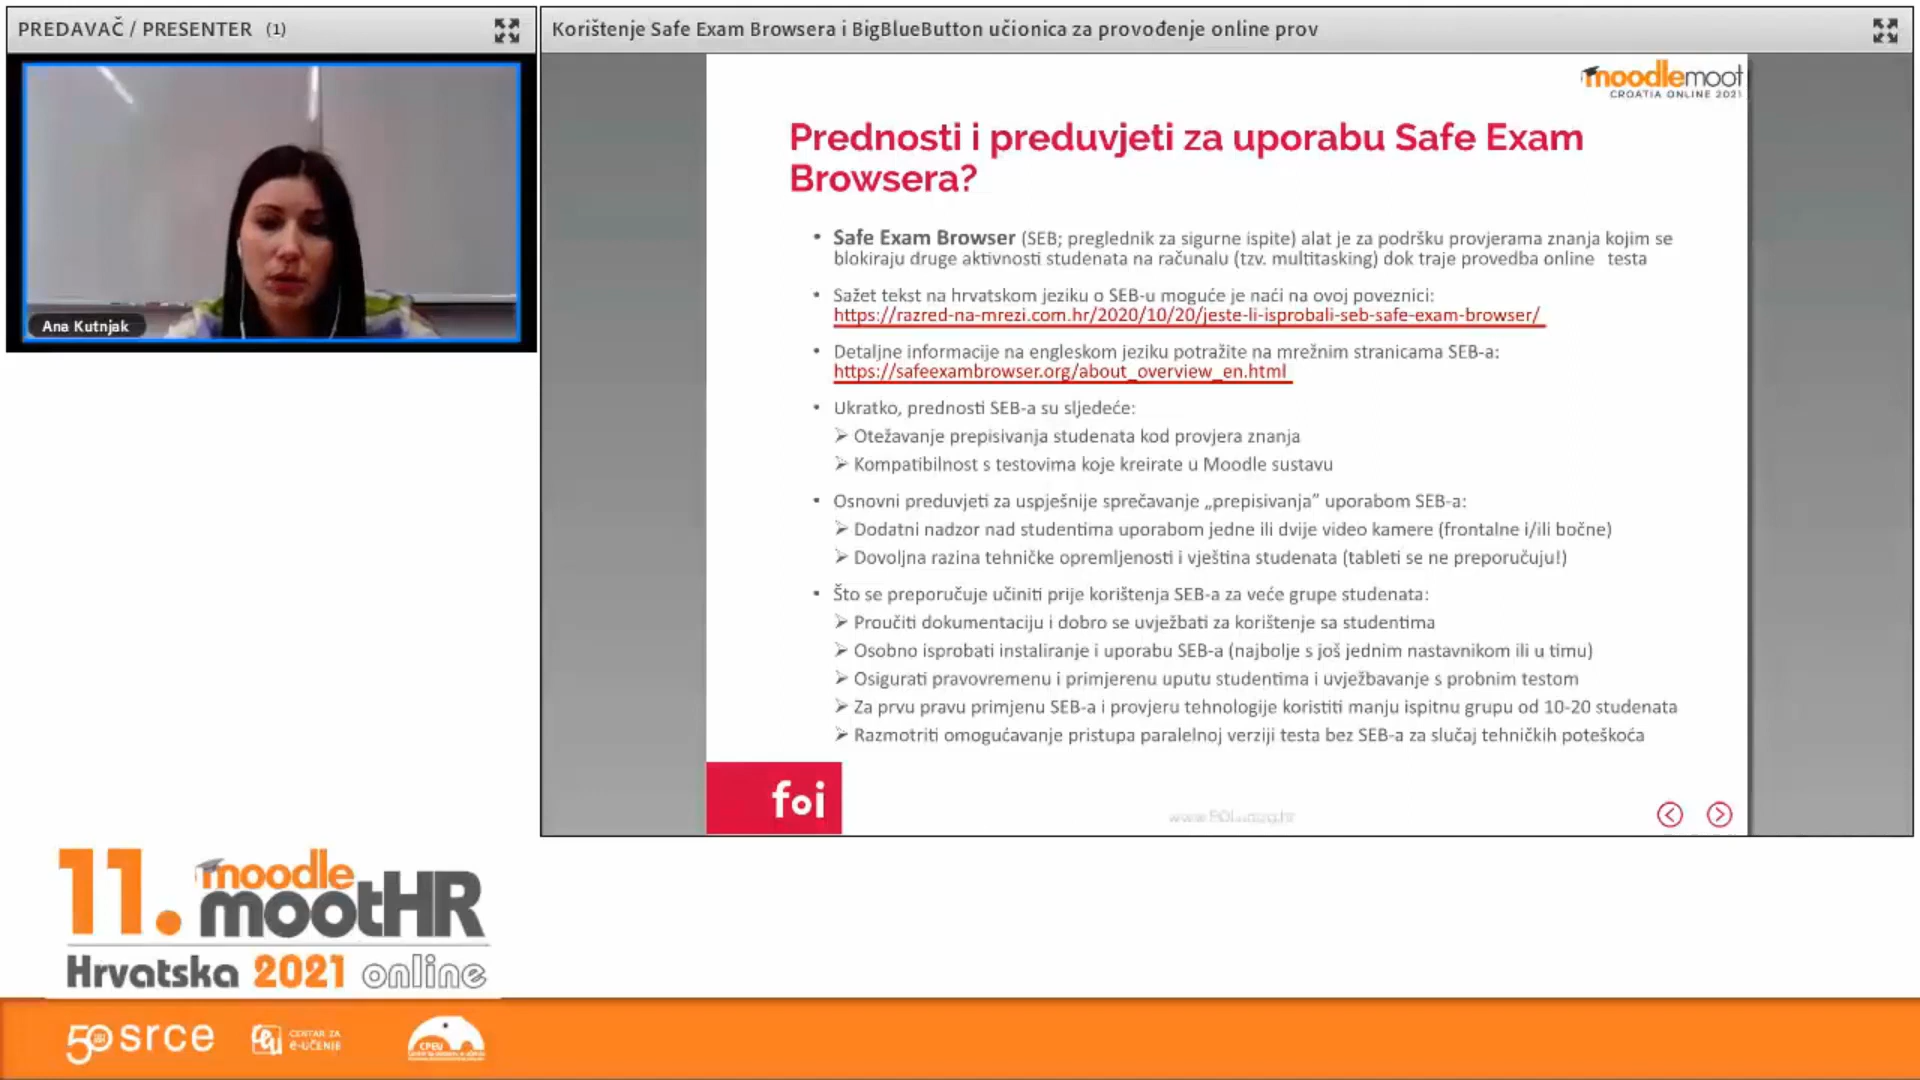 PREDAVAČ / PRESENTER (1)
Ana Kutnjak
Korištenje Safe Exam Browsera i BigBlueButton učionica za provođenje online prov
moodlemoot
CROATIA ONLINE 2021
Prednosti i preduvjeti za uporabu Safe Exam
Browsera?
• Safe Exam Browser (SEB; preglednik za sigurne ispite) alat je za podršku provjerama znanja kojim se
blokiraju druge aktivnosti studenata na računalu (tzv. multitasking) dok traje provedba online testa
• Sažet tekst na hrvatskom jeziku o SEB-u moguće je naći na ovoj poveznici:
https://razred-na-mrezi.com.hr/2020/10/20/jeste-li-isprobali-seb-safe-exam-browser/
• Detaljne informacije na engleskom jeziku potražite na mrežnim stranicama SEB-a:
https://safeexambrowser.org/about_overview_en.html
• Ukratko, prednosti SEB-a su sljedeće:
➢ Otežavanje prepisivanja studenata kod provjera znanja
➢ Kompatibilnost s testovima koje kreirate u Moodle sustavu
• Osnovni preduvjeti za uspješnije sprečavanje „prepisivanja” uporabom SEB-a:
➢ Dodatni nadzor nad studentima uporabom jedne ili dvije video kamere (frontalne i/ili bočne)
➢ Dovoljna razina tehničke opremljenosti i vještina studenata (tableti se ne preporučuju!)
• Što se preporučuje učiniti prije korištenja SEB-a za veće grupe studenata:
➢ Proučiti dokumentaciju i dobro se uvježbati za korištenje sa studentima
➢ Osobno isprobati instaliranje i uporabu SEB-a (najbolje s još jednim nastavnikom ili u timu)
➢ Osigurati pravovremenu i primjerenu uputu studentima i uvježbavanje s probnim testom
➢ Za prvu pravu primjenu SEB-a i provjeru tehnologije koristiti manju ispitnu grupu od 10-20 studenata
➢ Razmotriti omogućavanje pristupa paralelnoj verziji testa bez SEB-a za slučaj tehničkih poteškoća
foi
11. moodle
mootHR
Hrvatska 2021 online
50 srce
CENTAR ZA
e-UČENJE
CPEU